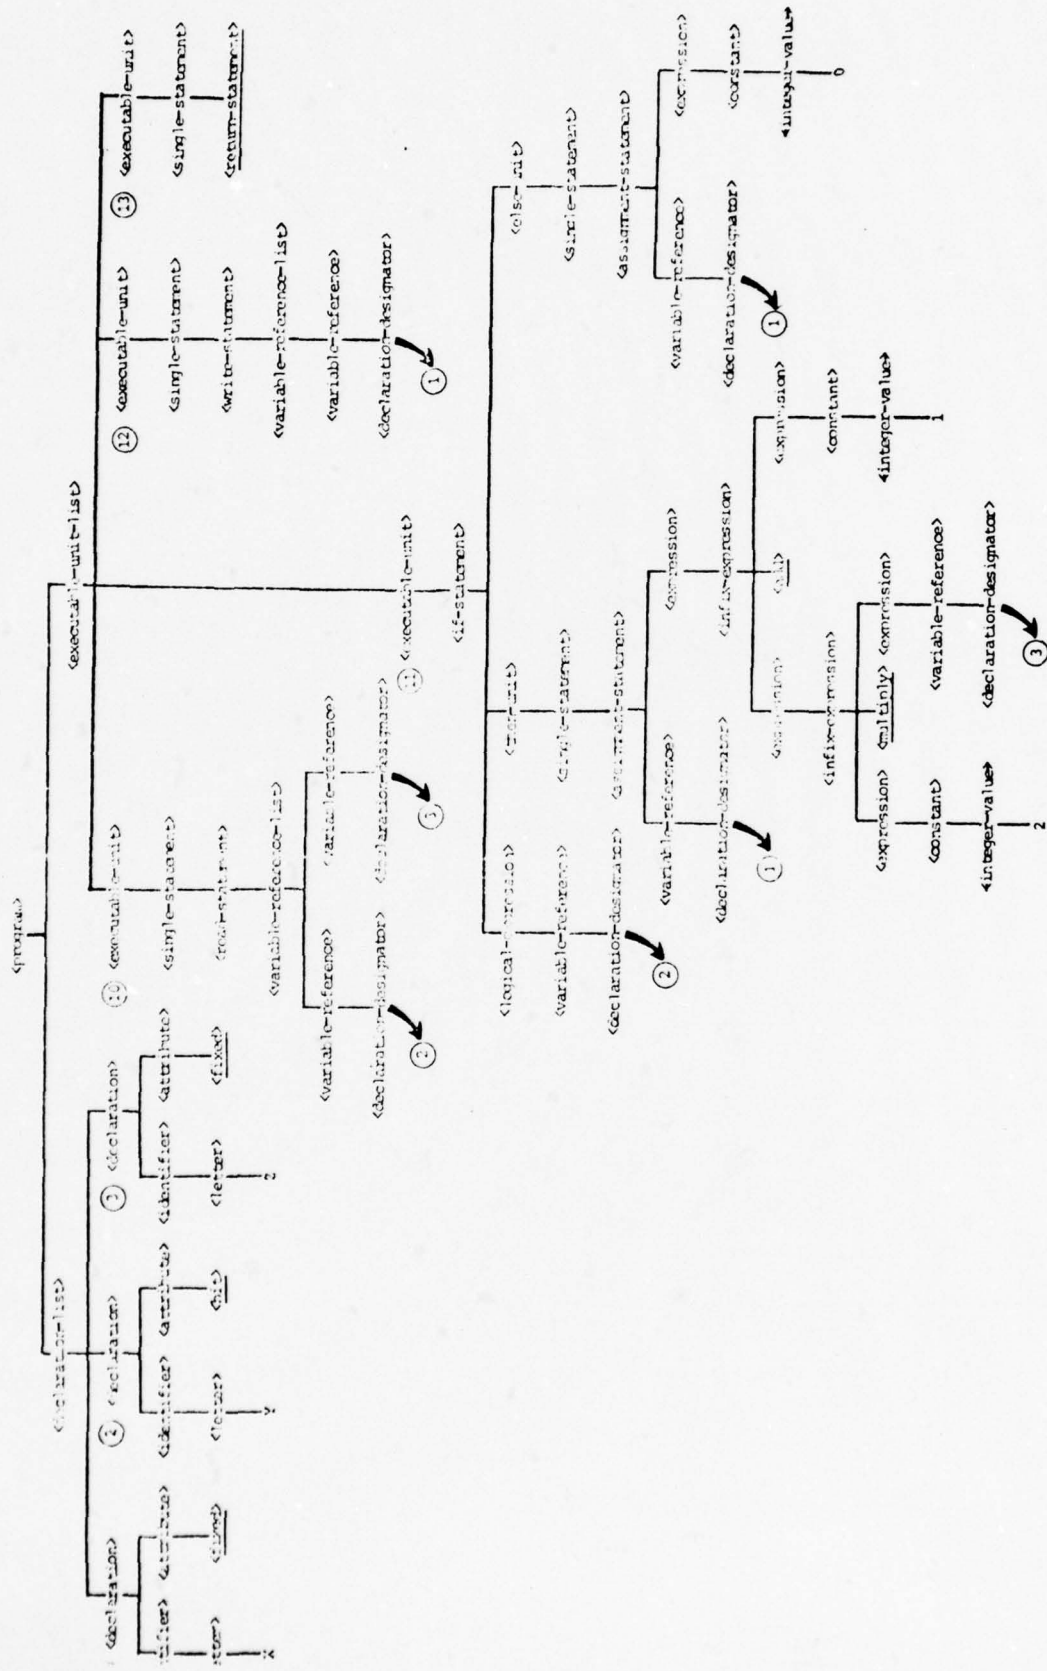 <program>
<declaration-list>
<executable-unit-list>
<declaration>
② <declaration>
③ <declaration>
⑩ <executable-unit>
⑫ <executable-unit>
⑬ <executable-unit>
<attribute>
<identifier> <attribute>
<identifier> <attribute>
<single-statement>
<single-statement>
<single-statement>
<fixed>
<letter> <bit>
<letter> <fixed>
<read-statement>
<write-statement>
<return-statement>
X
Y
Z
<variable-reference-list>
<variable-reference-list>
<variable-reference> <variable-reference>
<variable-reference>
<declaration-designator> <declaration-designator>
<declaration-designator>
②
③
①
⑪ <executable-unit>
<if-statement>
<logical-expression>
<then-unit>
<else-unit>
<variable-reference>
<single-statement>
<single-statement>
<declaration-designator>
<assignment-statement>
<assigment-statement>
②
<variable-reference>
<expression>
<variable-reference>
<expression>
<declaration-designator>
<infix-expression>
<declaration-designator>
<constant>
①
<expression> <add> <expression>
①
<integer-value>
<infix-expression>
<constant>
0
<expression> <multiply> <expression>
<integer-value>
<constant>
<variable-reference>
1
<integer-value>
<declaration-designator>
2
③